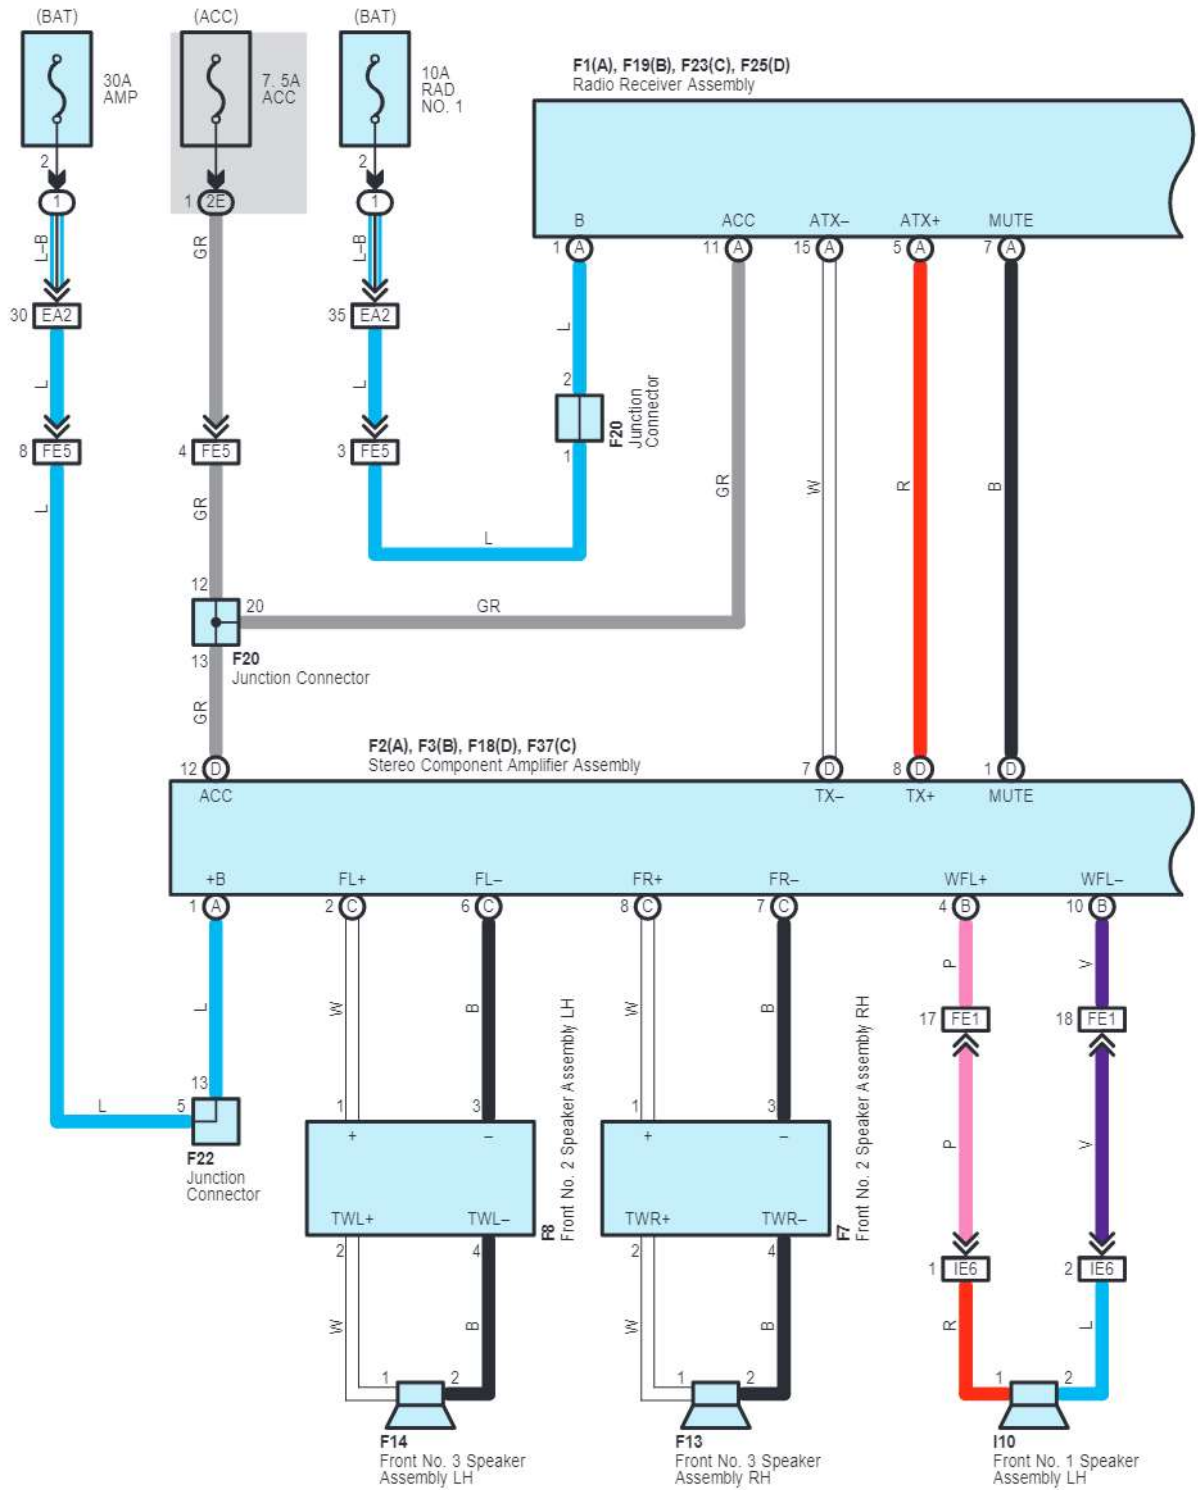 (BAT)
(ACC)
(BAT)
30A
AMP
7. 5A
ACC
10A
RAD
NO. 1
F1(A), F19(B), F23(C), F25(D)
Radio Receiver Assembly
2
2
1
1 2E
1
B ACC ATX– ATX+ MUTE
1 A
11 A
15 A
5 A
7 A
L–B
GR
L–B
30 EA2
35 EA2
L
L
L
2
F20
Junction
Connector
1
8 FE5
4 FE5
3 FE5
L
GR
L
GR
W
R
B
12
20
GR
13
F20
Junction Connector
GR
F2(A), F3(B), F18(D), F37(C)
Stereo Component Amplifier Assembly
12 D
7 D
8 D
1 D
ACC TX– TX+ MUTE
+B FL+ FL– FR+ FR– WFL+ WFL–
1 A
2 C
6 C
8 C
7 C
4 B
10 B
P
V
L
W
B
W
B
17 FE1
18 FE1
13
5
L
F22
Junction
Connector
1
3
+
–
TWL+ TWL–
F8
Front No. 2 Speaker Assembly LH
1
3
+
–
TWR+ TWR–
F7
Front No. 2 Speaker Assembly RH
P
V
2
4
2
4
1 IE6
2 IE6
W
B
W
B
R
L
1 2
1 2
1 2
F14
Front No. 3 Speaker
Assembly LH
F13
Front No. 3 Speaker
Assembly RH
I10
Front No. 1 Speaker
Assembly LH